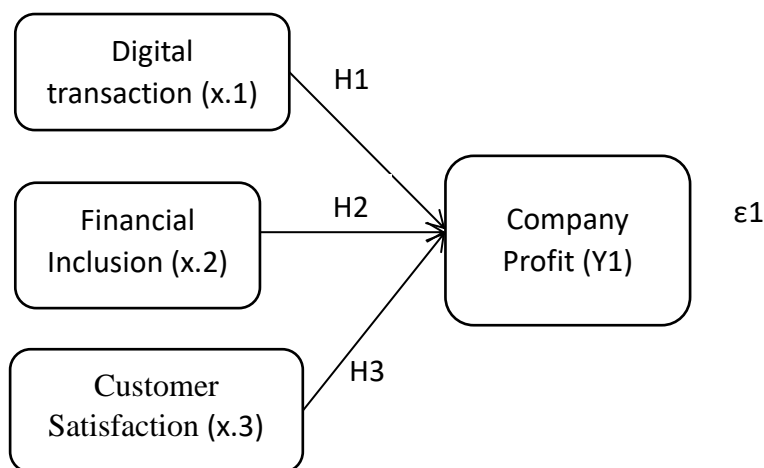 Digital
transaction (x.1)
H1
Financial
Inclusion (x.2)
H2
Company
Profit (Y1)
ε1
Customer
Satisfaction (x.3)
H3